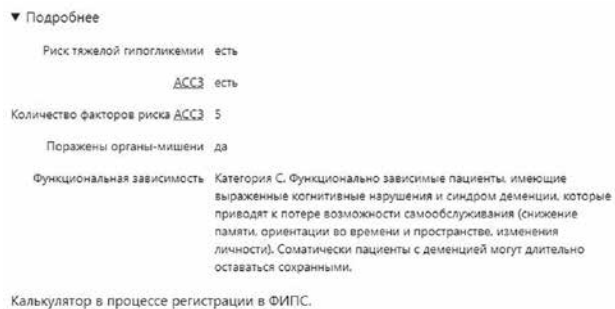 ▼ Подробнее
Риск тяжелой гипогликемии есть
АССЗ есть
Количество факторов риска АССЗ 5
Поражены органы-мишени да
Функциональная зависимость Категория С. Функционально зависимые пациенты, имеющие
выраженные когнитивные нарушения и синдром деменции, которые
приводят к потере возможности самообслуживания (снижение
памяти, ориентации во времени и пространстве, изменения
личности). Соматически пациенты с деменцией могут длительно
оставаться сохранными.
Калькулятор в процессе регистрации в ФИПС.